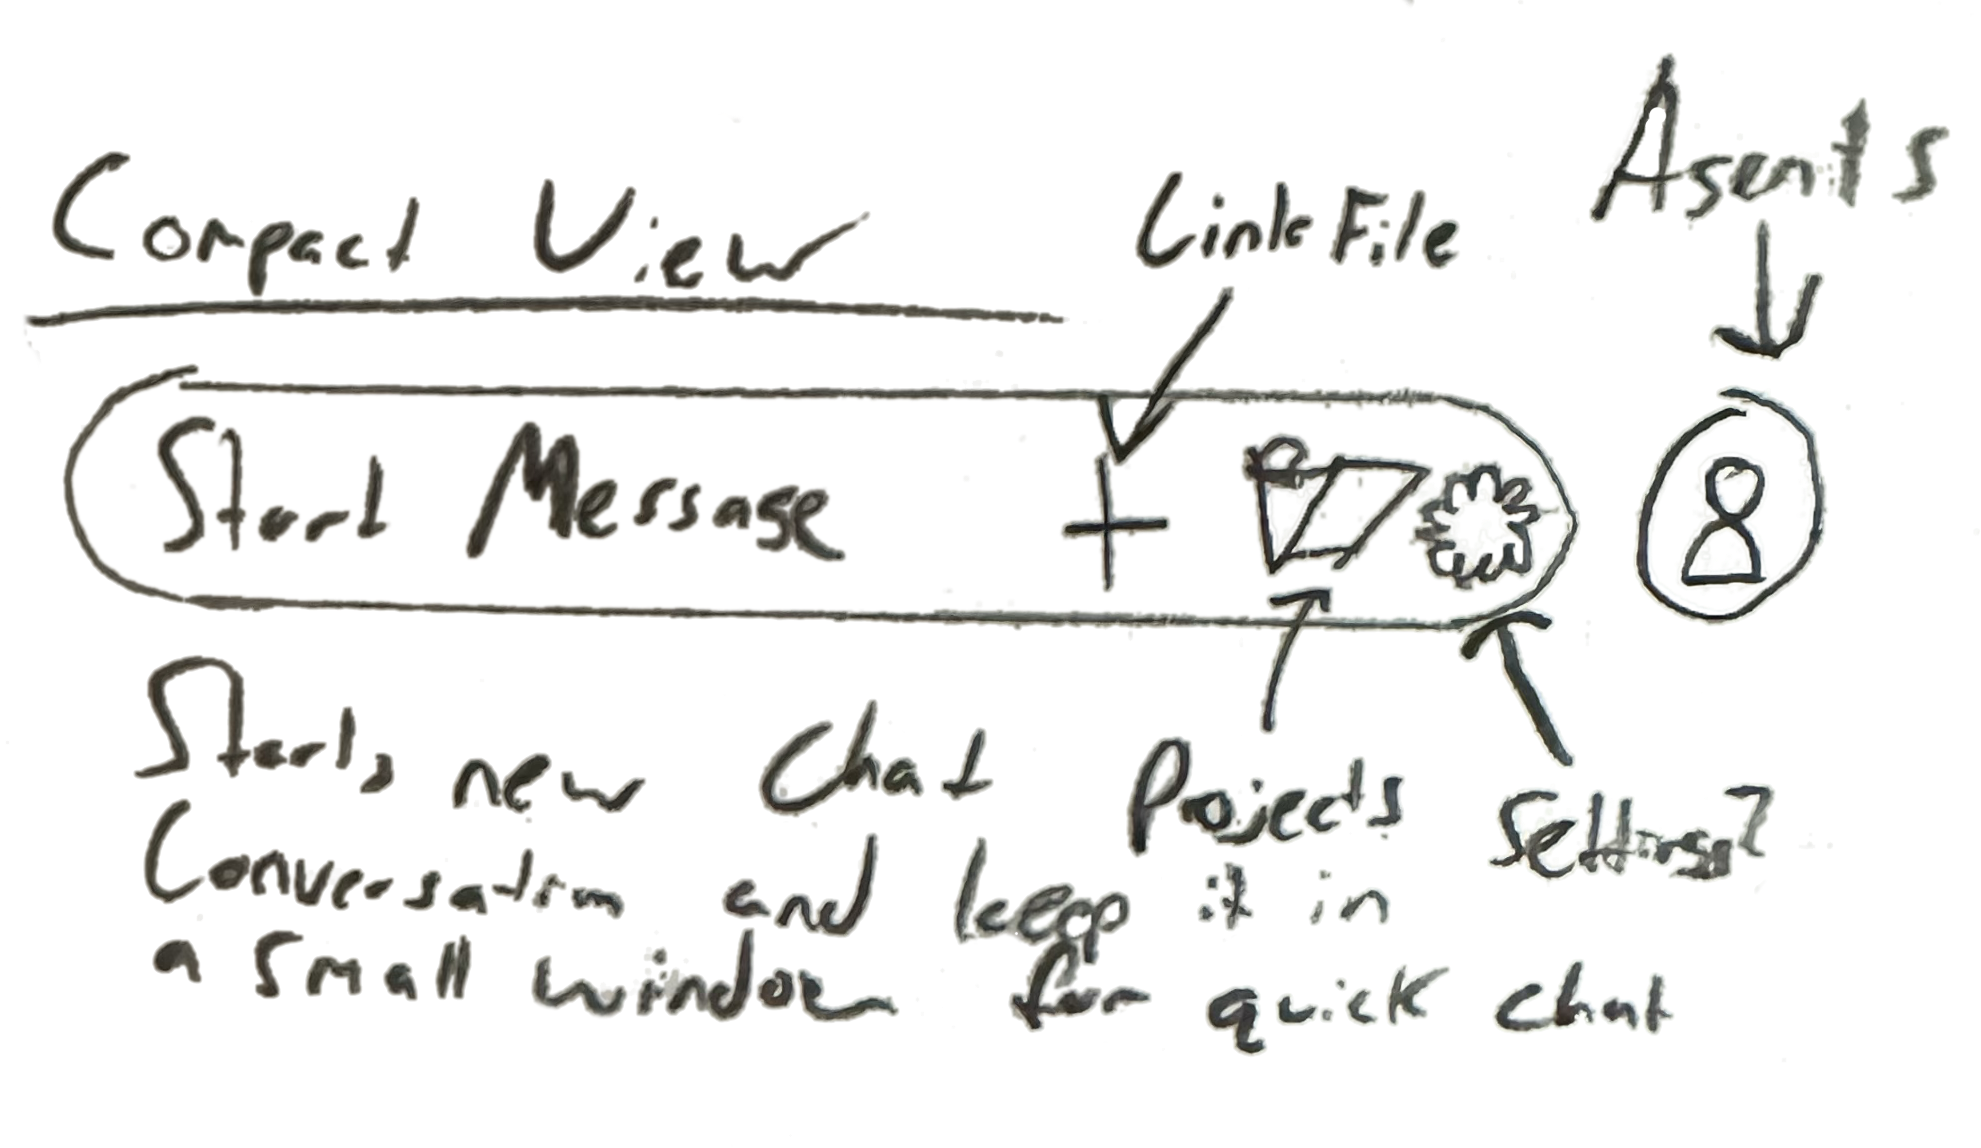 Agents
Compact View
Link File
Start Message
Starts new chat
Projects
Settings?
Conversation and keep it in
a small window for quick chat